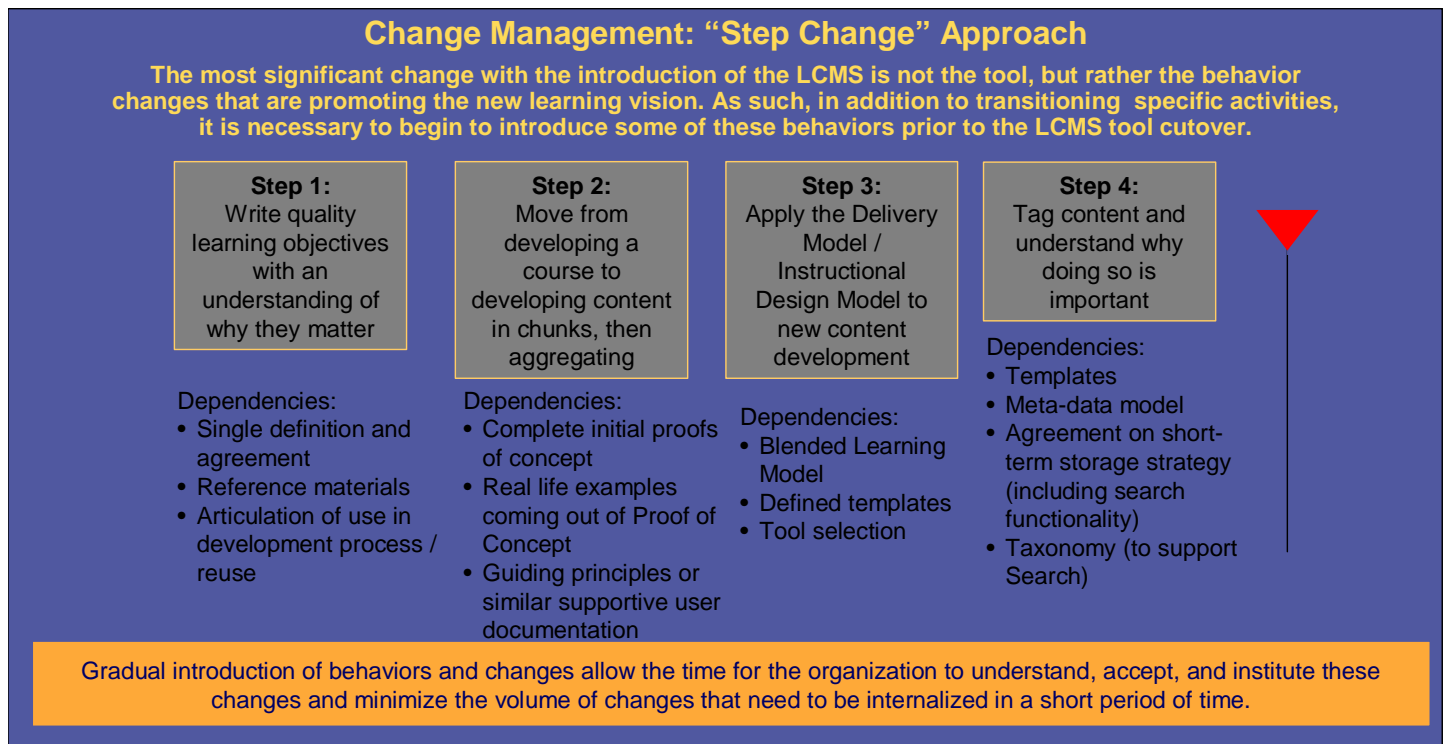 Change Management: “Step Change” Approach
The most significant change with the introduction of the LCMS is not the tool, but rather the behavior
changes that are promoting the new learning vision. As such, in addition to transitioning specific activities,
it is necessary to begin to introduce some of these behaviors prior to the LCMS tool cutover.
Step 1:
Write quality
learning objectives
with an
understanding of
why they matter
Dependencies:
• Single definition and
agreement
• Reference materials
• Articulation of use in
development process /
reuse
Step 2:
Move from
developing a
course to
developing content
in chunks, then
aggregating
Dependencies:
• Complete initial proofs
of concept
• Real life examples
coming out of Proof of
Concept
• Guiding principles or
similar supportive user
documentation
Step 3:
Apply the Delivery
Model /
Instructional
Design Model to
new content
development
Dependencies:
• Blended Learning
Model
• Defined templates
• Tool selection
Step 4:
Tag content and
understand why
doing so is
important
Dependencies:
• Templates
• Meta-data model
• Agreement on short-
term storage strategy
(including search
functionality)
• Taxonomy (to support
Search)
Gradual introduction of behaviors and changes allow the time for the organization to understand, accept, and institute these
changes and minimize the volume of changes that need to be internalized in a short period of time.